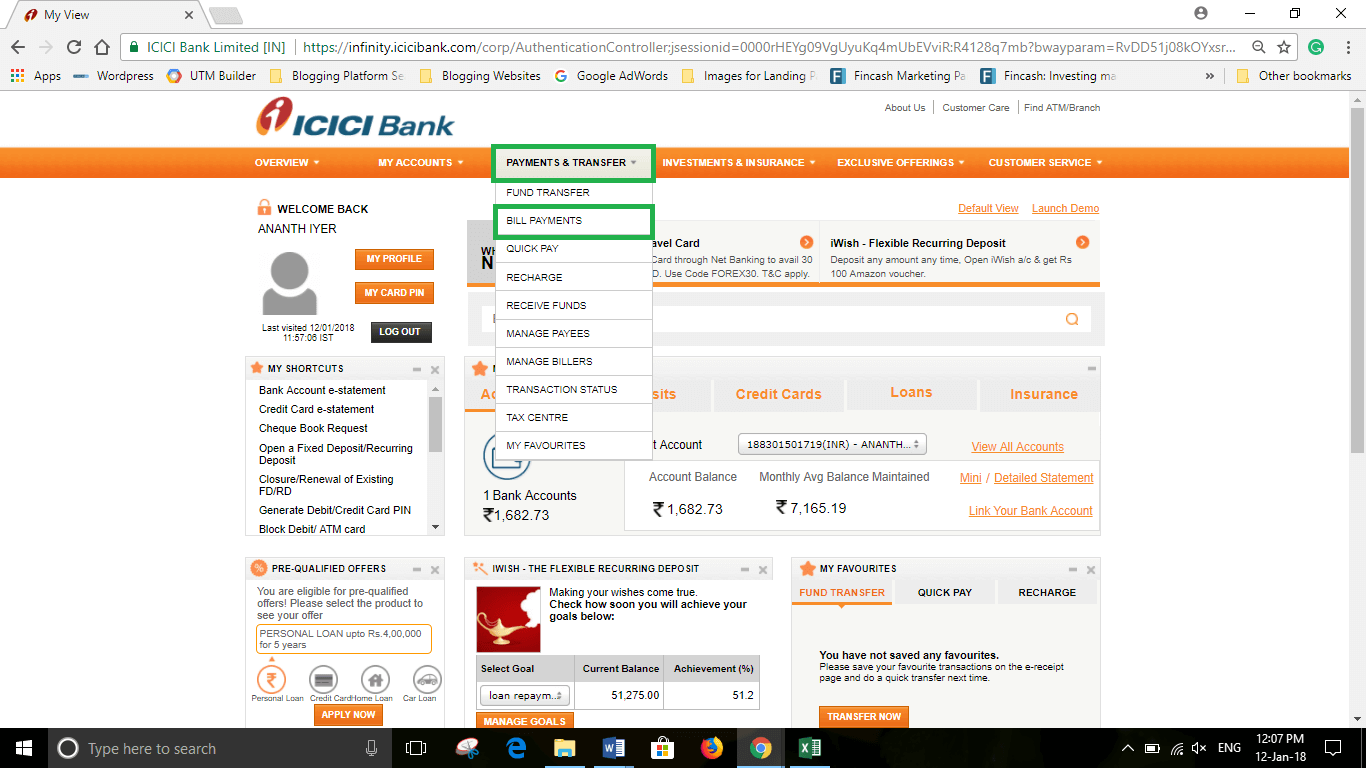 My View
ICICI Bank Limited [IN]
https://infinity.icicibank.com/corp/AuthenticationController;jsessionid=0000rHEYg09VgUyuKq4mUbEVviR:R4128q7mb?bwayparam=RvDD51j08kOYxsr...
Apps
Wordpress
UTM Builder
Blogging Platform Se
Blogging Websites
Google AdWords
Images for Landing P
Fincash Marketing Pa
Fincash: Investing ma
»
Other bookmarks
ICICI Bank
About Us
Customer Care
Find ATM/Branch
OVERVIEW
MY ACCOUNTS
PAYMENTS & TRANSFER
INVESTMENTS & INSURANCE
EXCLUSIVE OFFERINGS
CUSTOMER SERVICE
FUND TRANSFER
BILL PAYMENTS
QUICK PAY
RECHARGE
RECEIVE FUNDS
MANAGE PAYEES
MANAGE BILLERS
TRANSACTION STATUS
TAX CENTRE
MY FAVOURITES
WELCOME BACK
ANANTH IYER
MY PROFILE
MY CARD PIN
Last visited 12/01/2018
11:57:06 IST
LOG OUT
Default View
Launch Demo
WH
N
avel Card
Card through Net Banking to avail 30
D. Use Code FOREX30. T&C apply.
iWish - Flexible Recurring Deposit
Deposit any amount any time, Open iWish a/c & get Rs
100 Amazon voucher.
MY SHORTCUTS
Bank Account e-statement
Credit Card e-statement
Cheque Book Request
Open a Fixed Deposit/Recurring
Deposit
Closure/Renewal of Existing
FD/RD
Generate Debit/Credit Card PIN
Block Debit/ ATM card
Ac
sits
Credit Cards
Loans
Insurance
t Account
188301501719(INR) - ANANTH...
View All Accounts
1 Bank Accounts
₹1,682.73
Account Balance
₹1,682.73
Monthly Avg Balance Maintained
₹7,165.19
Mini / Detailed Statement
Link Your Bank Account
PRE-QUALIFIED OFFERS
You are eligible for pre-qualified
offers! Please select the product to
see your offer
PERSONAL LOAN upto Rs.4,00,000
for 5 years
₹
Personal Loan
Credit Card
Home Loan
Car Loan
APPLY NOW
IWISH - THE FLEXIBLE RECURRING DEPOSIT
Making your wishes come true.
Check how soon you will achieve your
goals below:
Select Goal
Current Balance
Achievement (%)
loan repaym..
51,275.00
51.2
MANAGE GOALS
MY FAVOURITES
FUND TRANSFER
QUICK PAY
RECHARGE
You have not saved any favourites.
Please save your favourite transactions on the e-receipt
page and do a quick transfer next time.
TRANSFER NOW
Type here to search
ENG
12:07 PM
12-Jan-18